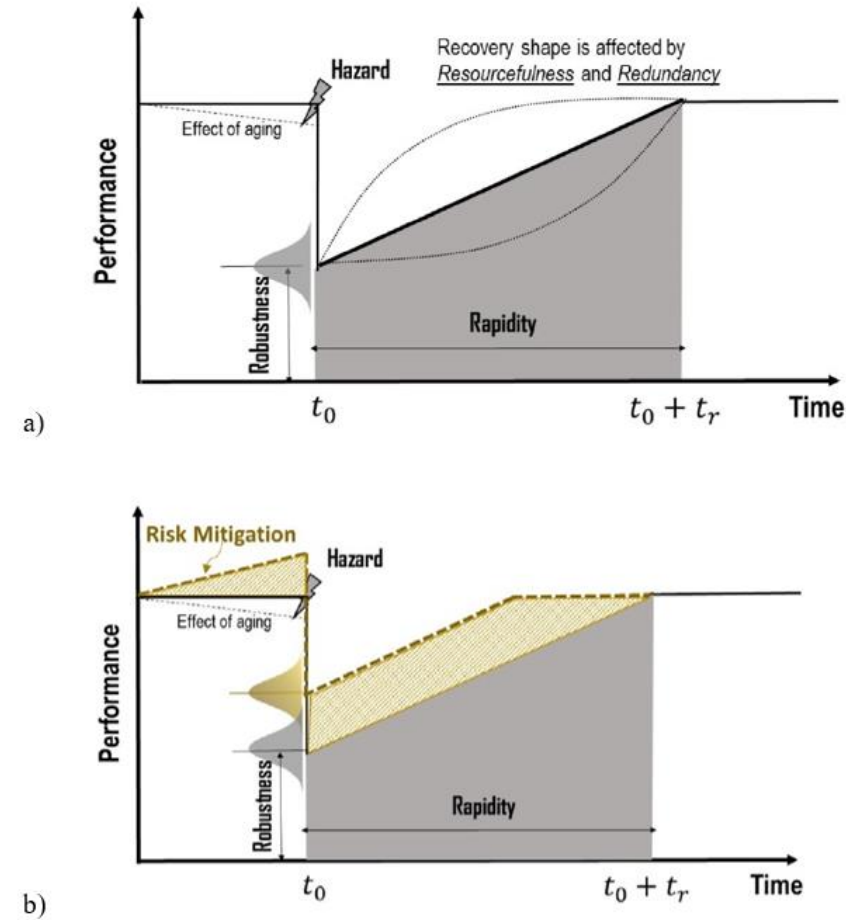 Performance
Hazard
Effect of aging
Recovery shape is affected by
Resourcefulness and Redundancy
Robustness
Rapidity
t₀
t₀ + tᵣ
Time
a)
Performance
Risk Mitigation
Hazard
Effect of aging
Robustness
Rapidity
t₀
t₀ + tᵣ
Time
b)